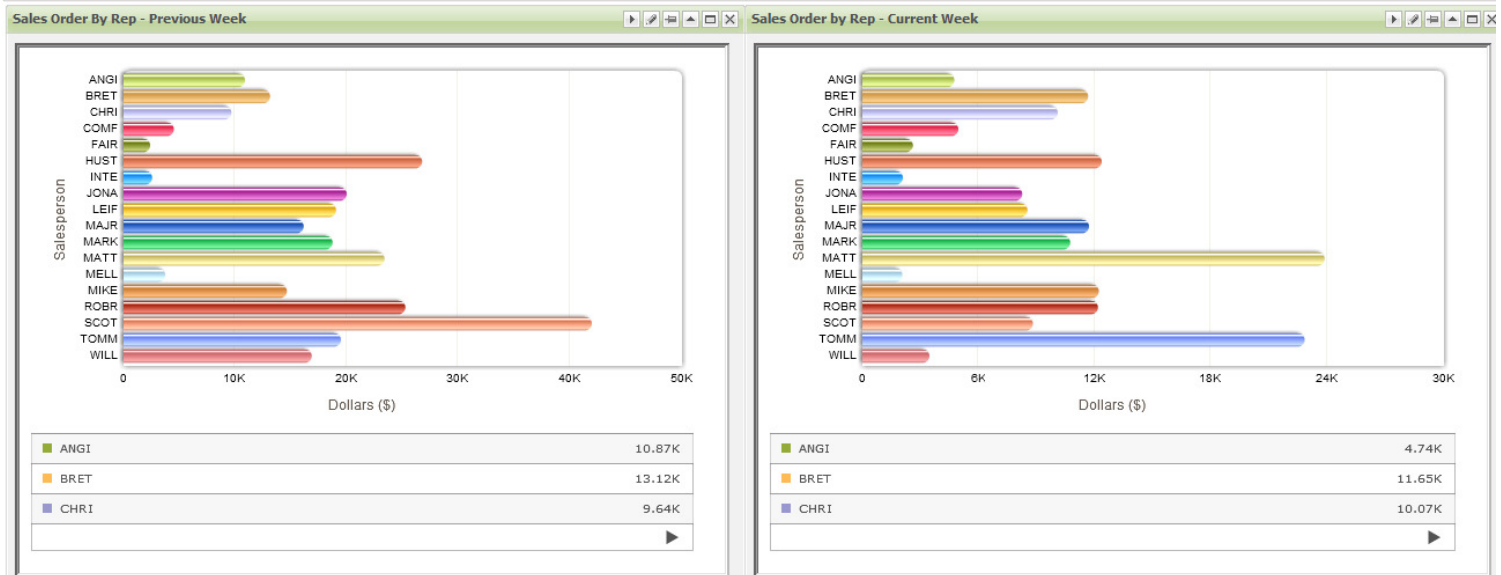 Sales Order By Rep - Previous Week
ANGI
BRET
CHRI
COMF
FAIR
HUST
INTE
JONA
LEIF
MAJR
MARK
MATT
MELL
MIKE
ROBR
SCOT
TOMM
WILL
Salesperson
0 10K 20K 30K 40K 50K
Dollars ($)
ANGI 10.87K
BRET 13.12K
CHRI 9.64K
Sales Order by Rep - Current Week
ANGI
BRET
CHRI
COMF
FAIR
HUST
INTE
JONA
LEIF
MAJR
MARK
MATT
MELL
MIKE
ROBR
SCOT
TOMM
WILL
Salesperson
0 6K 12K 18K 24K 30K
Dollars ($)
ANGI 4.74K
BRET 11.65K
CHRI 10.07K